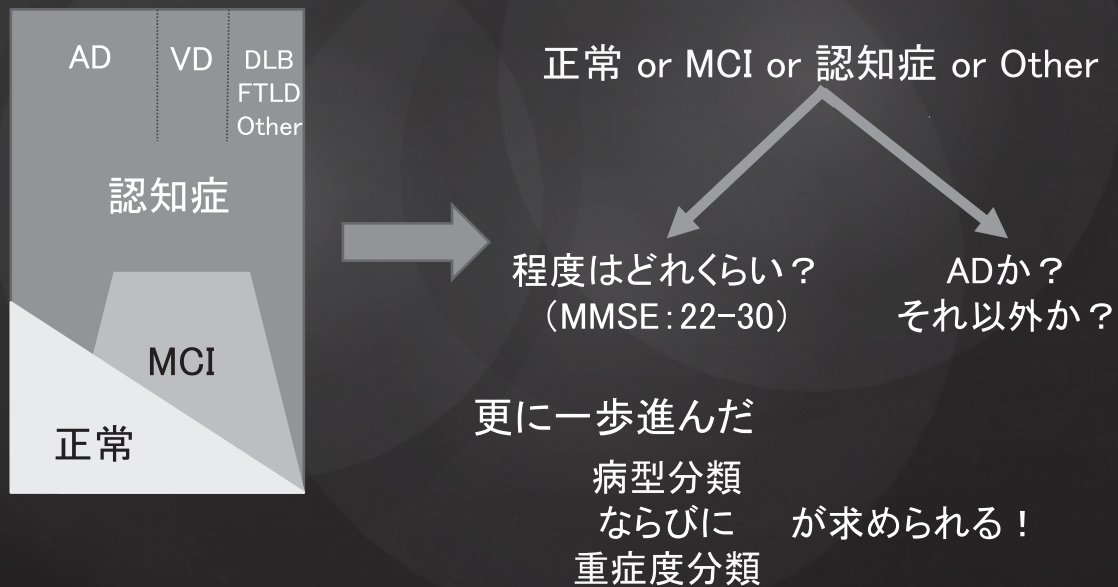 AD
VD
DLB
FTLD
Other
認知症
MCI
正常
正常 or MCI or 認知症 or Other
程度はどれくらい？
（MMSE：22-30）
ADか？
それ以外か？
更に一歩進んだ
病型分類
ならびに　が求められる！
重症度分類